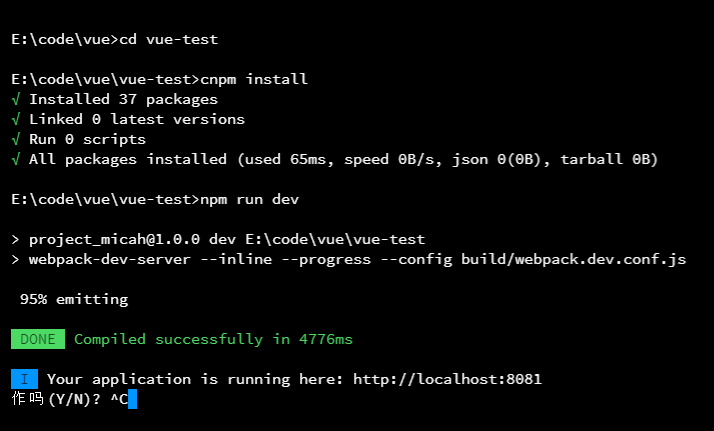 E:\code\vue>cd vue-test
E:\code\vue\vue-test>cnpm install
√ Installed 37 packages
√ Linked 0 latest versions
√ Run 0 scripts
√ All packages installed (used 65ms, speed 0B/s, json 0(0B), tarball 0B)
E:\code\vue\vue-test>npm run dev
> project_micah@1.0.0 dev E:\code\vue\vue-test
> webpack-dev-server --inline --progress --config build/webpack.dev.conf.js
95% emitting
DONE Compiled successfully in 4776ms
I Your application is running here: http://localhost:8081
作吗(Y/N)? ^C